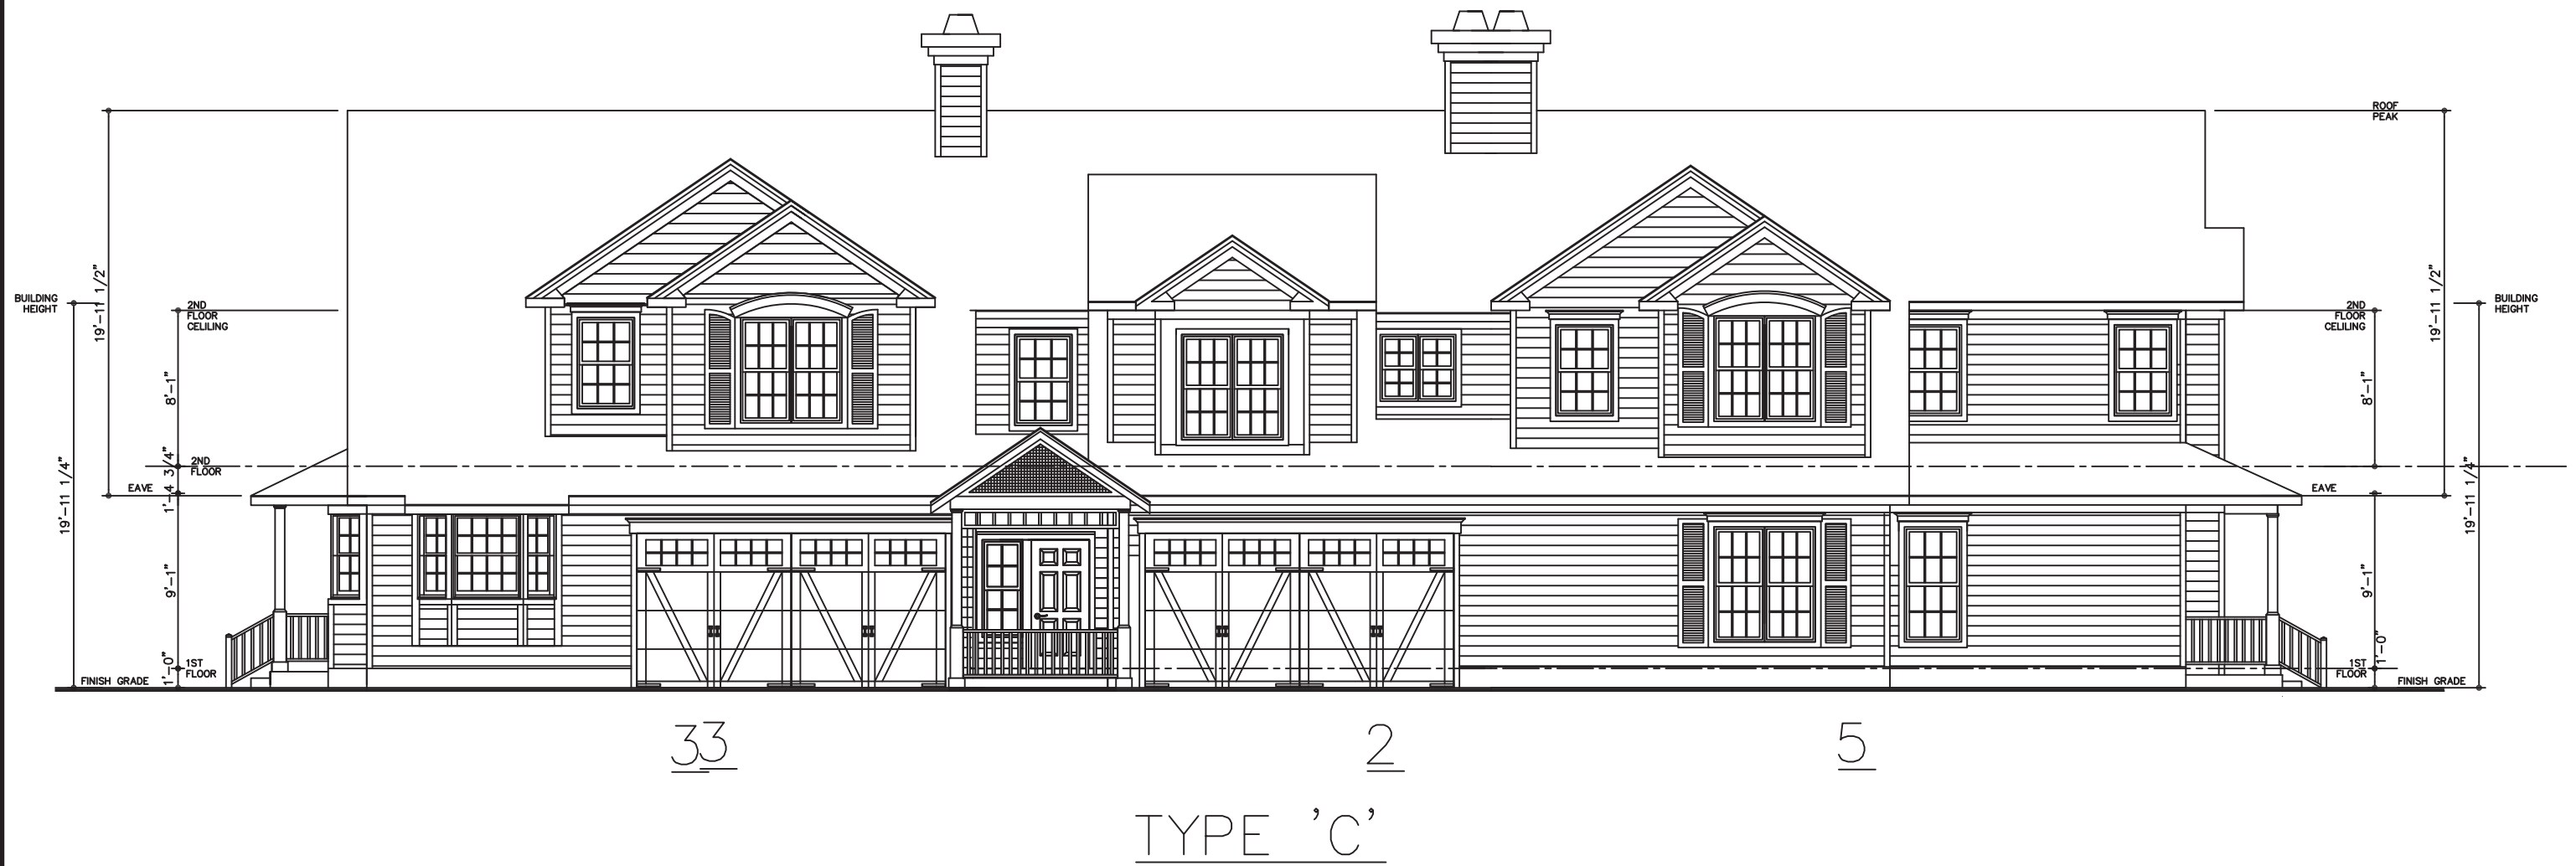 ROOF
PEAK
19'-11 1/2"
19'-11 1/2"
BUILDING
HEIGHT
BUILDING
HEIGHT
2ND
FLOOR
CELILING
2ND
FLOOR
CELILING
8'-1"
8'-1"
2ND
FLOOR
1'-4 3/4"
19'-11 1/4"
19'-11 1/4"
EAVE
EAVE
9'-1"
9'-1"
1'-0"
1'-0"
1ST
FLOOR
1ST
FLOOR
FINISH GRADE
FINISH GRADE
33
2
5
TYPE 'C'